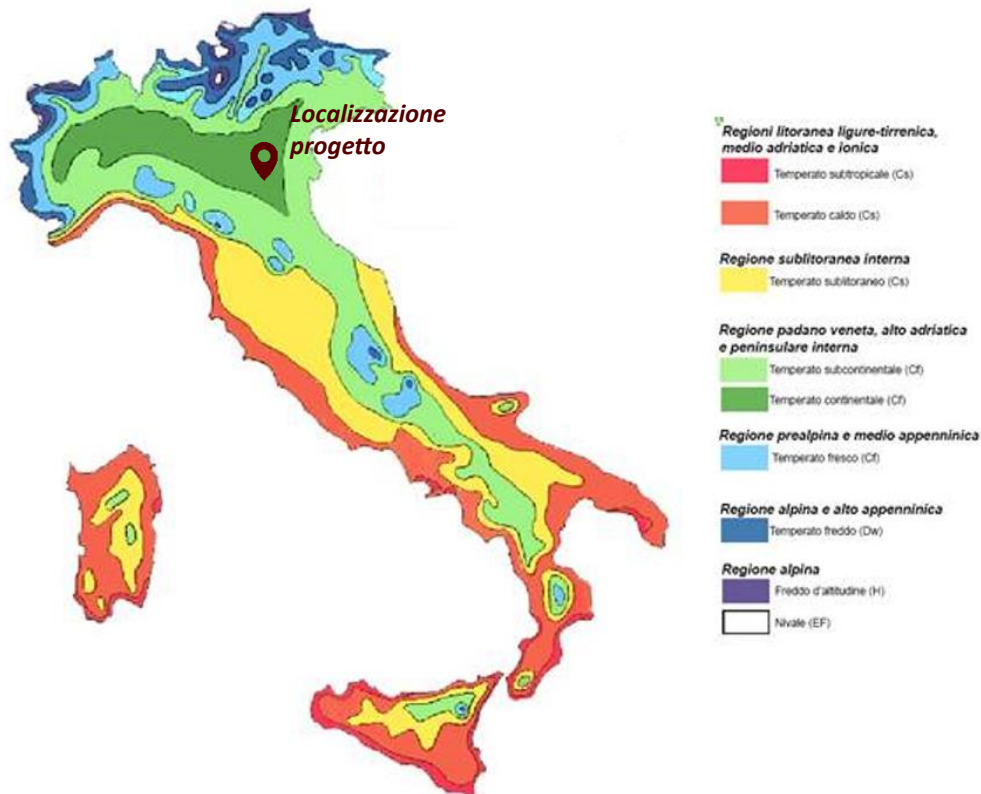 Localizzazione
progetto
Regioni litoranea ligure-tirrenica,
medio adriatica e ionica
Temperato subtropicale (Cs)
Temperato caldo (Cs)
Regione sublitoranea interna
Temperato sublitoraneo (Cs)
Regione padano veneta, alto adriatica
e peninsulare interna
Temperato subcontinentale (Cf)
Temperato continentale (Cf)
Regione prealpina e medio appenninica
Temperato fresco (Cf)
Regione alpina e alto appenninica
Temperato freddo (Dw)
Regione alpina
Freddo d'altitudine (H)
Nivale (EF)